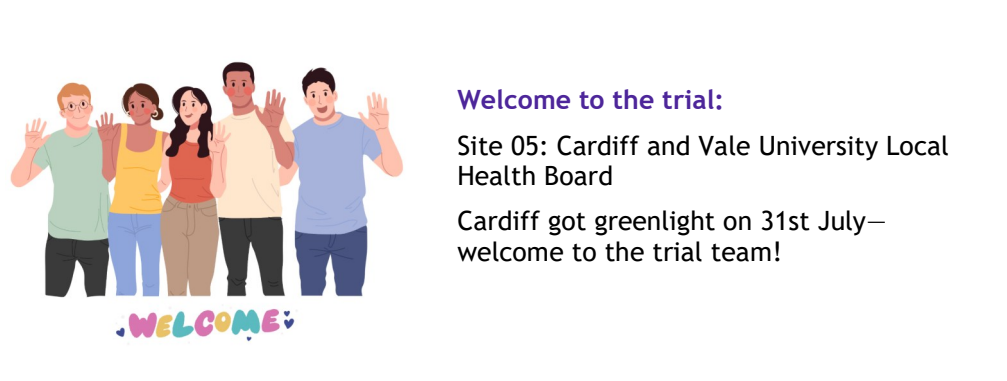 Welcome to the trial:
Site 05: Cardiff and Vale University Local
Health Board
Cardiff got greenlight on 31st July—
welcome to the trial team!
WELCOME